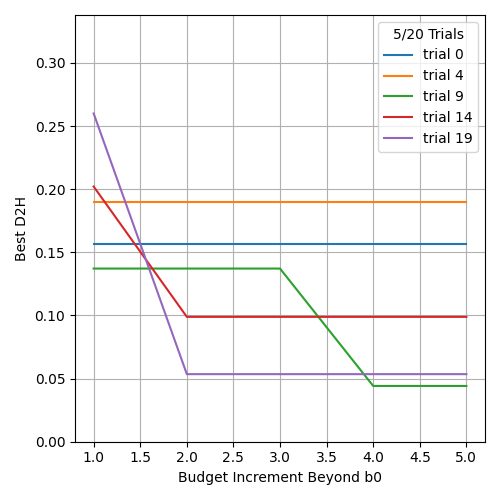 5/20 Trials
trial 0
trial 4
trial 9
trial 14
trial 19
0.30
0.25
0.20
0.15
0.10
0.05
0.00
Best D2H
1.0 1.5 2.0 2.5 3.0 3.5 4.0 4.5 5.0
Budget Increment Beyond b0